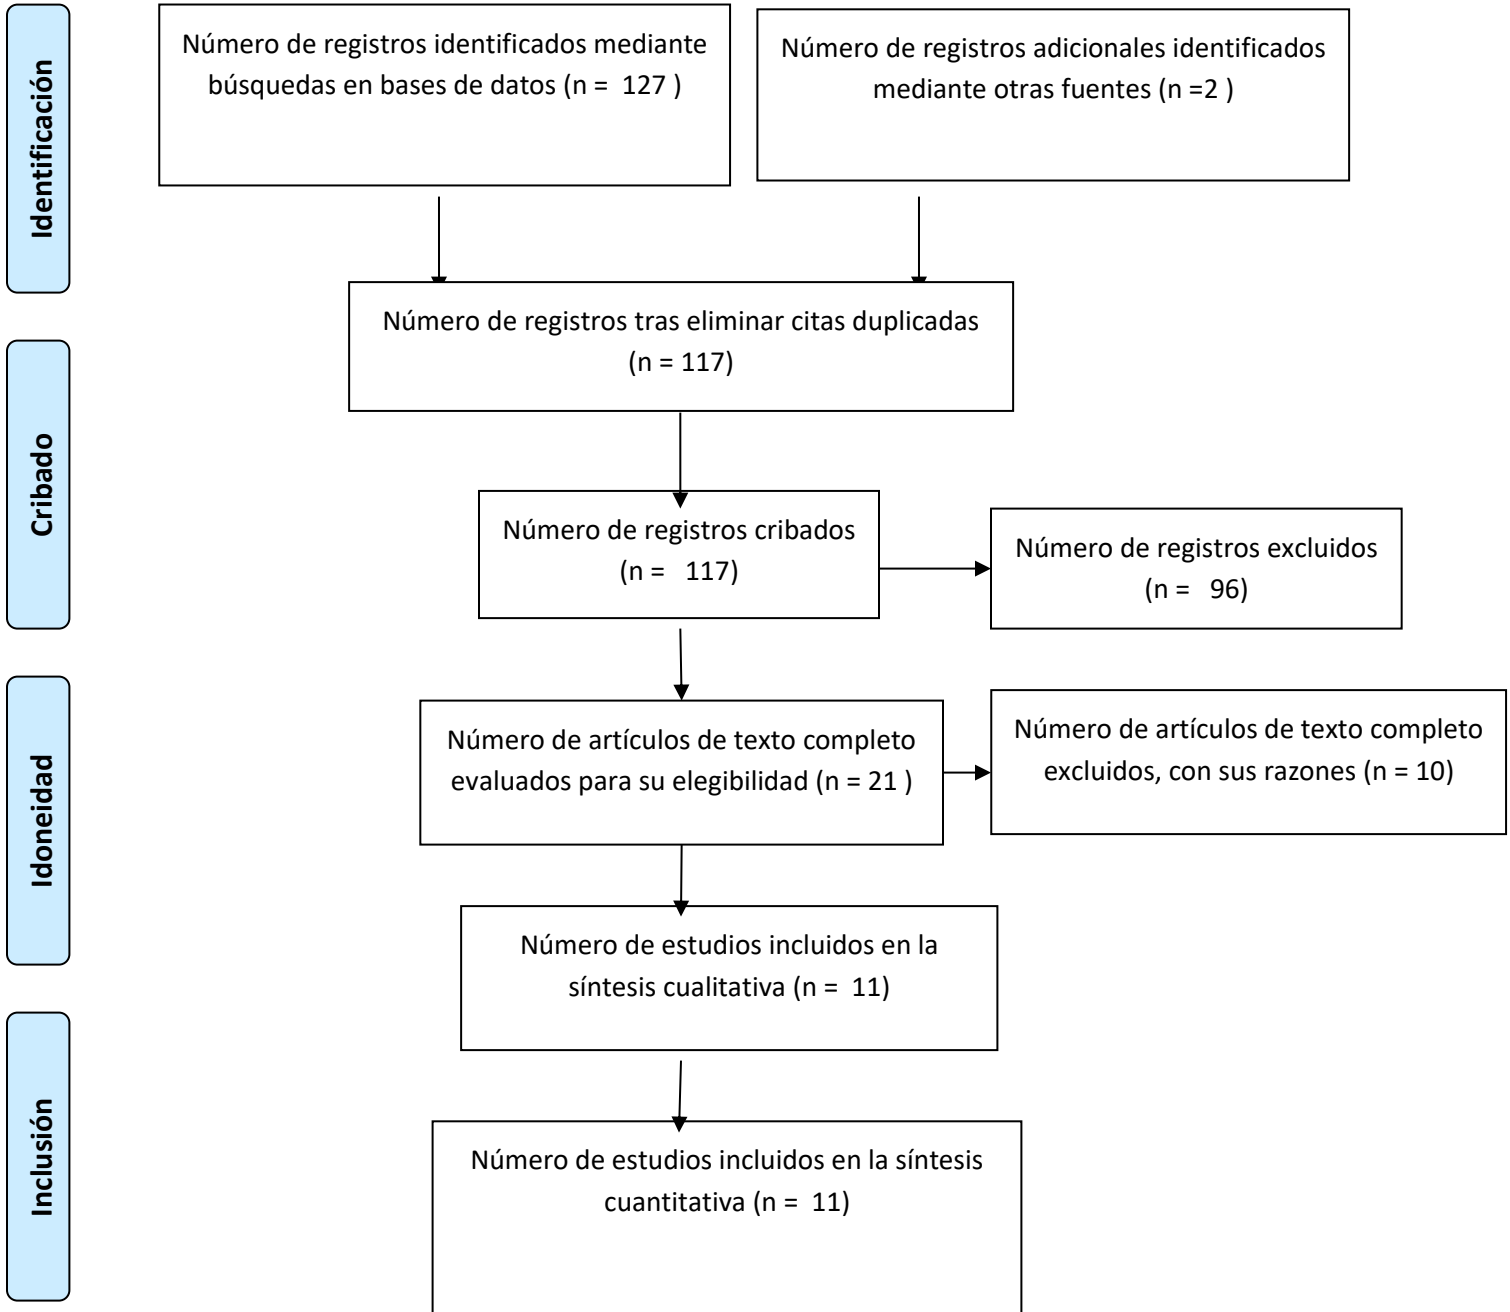 Identificación
Número de registros identificados mediante
búsquedas en bases de datos (n = 127 )
Número de registros adicionales identificados
mediante otras fuentes (n =2 )
Número de registros tras eliminar citas duplicadas
(n = 117)
Cribado
Número de registros cribados
(n = 117)
Número de registros excluidos
(n = 96)
Idoneidad
Número de artículos de texto completo
evaluados para su elegibilidad (n = 21 )
Número de artículos de texto completo
excluidos, con sus razones (n = 10)
Número de estudios incluidos en la
síntesis cualitativa (n = 11)
Inclusión
Número de estudios incluidos en la síntesis
cuantitativa (n = 11)